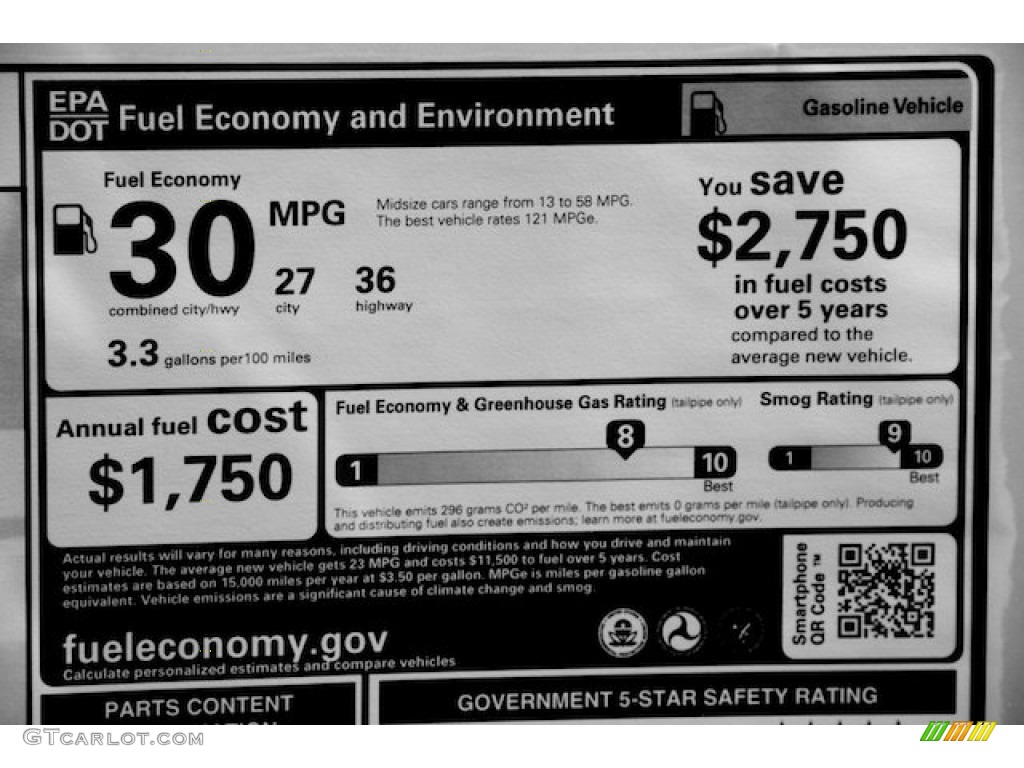 EPA
DOT Fuel Economy and Environment
Gasoline Vehicle
Fuel Economy
30 MPG
combined city/hwy
27
city
36
highway
3.3 gallons per100 miles
Midsize cars range from 13 to 58 MPG.
The best vehicle rates 121 MPGe.
You save
$2,750
in fuel costs
over 5 years
compared to the
average new vehicle.
Annual fuel cost
$1,750
Fuel Economy & Greenhouse Gas Rating (tailpipe only)
8
1
10
Best
Smog Rating (tailpipe only)
9
1
10
Best
This vehicle emits 296 grams CO² per mile. The best emits 0 grams per mile (tailpipe only). Producing
and distributing fuel also create emissions; learn more at fueleconomy.gov.
Actual results will vary for many reasons, including driving conditions and how you drive and maintain
your vehicle. The average new vehicle gets 23 MPG and costs $11,500 to fuel over 5 years. Cost
estimates are based on 15,000 miles per year at $3.50 per gallon. MPGe is miles per gasoline gallon
equivalent. Vehicle emissions are a significant cause of climate change and smog.
fueleconomy.gov
Calculate personalized estimates and compare vehicles
Smartphone
QR Code™
PARTS CONTENT
GOVERNMENT 5-STAR SAFETY RATING
GTcarlot.com